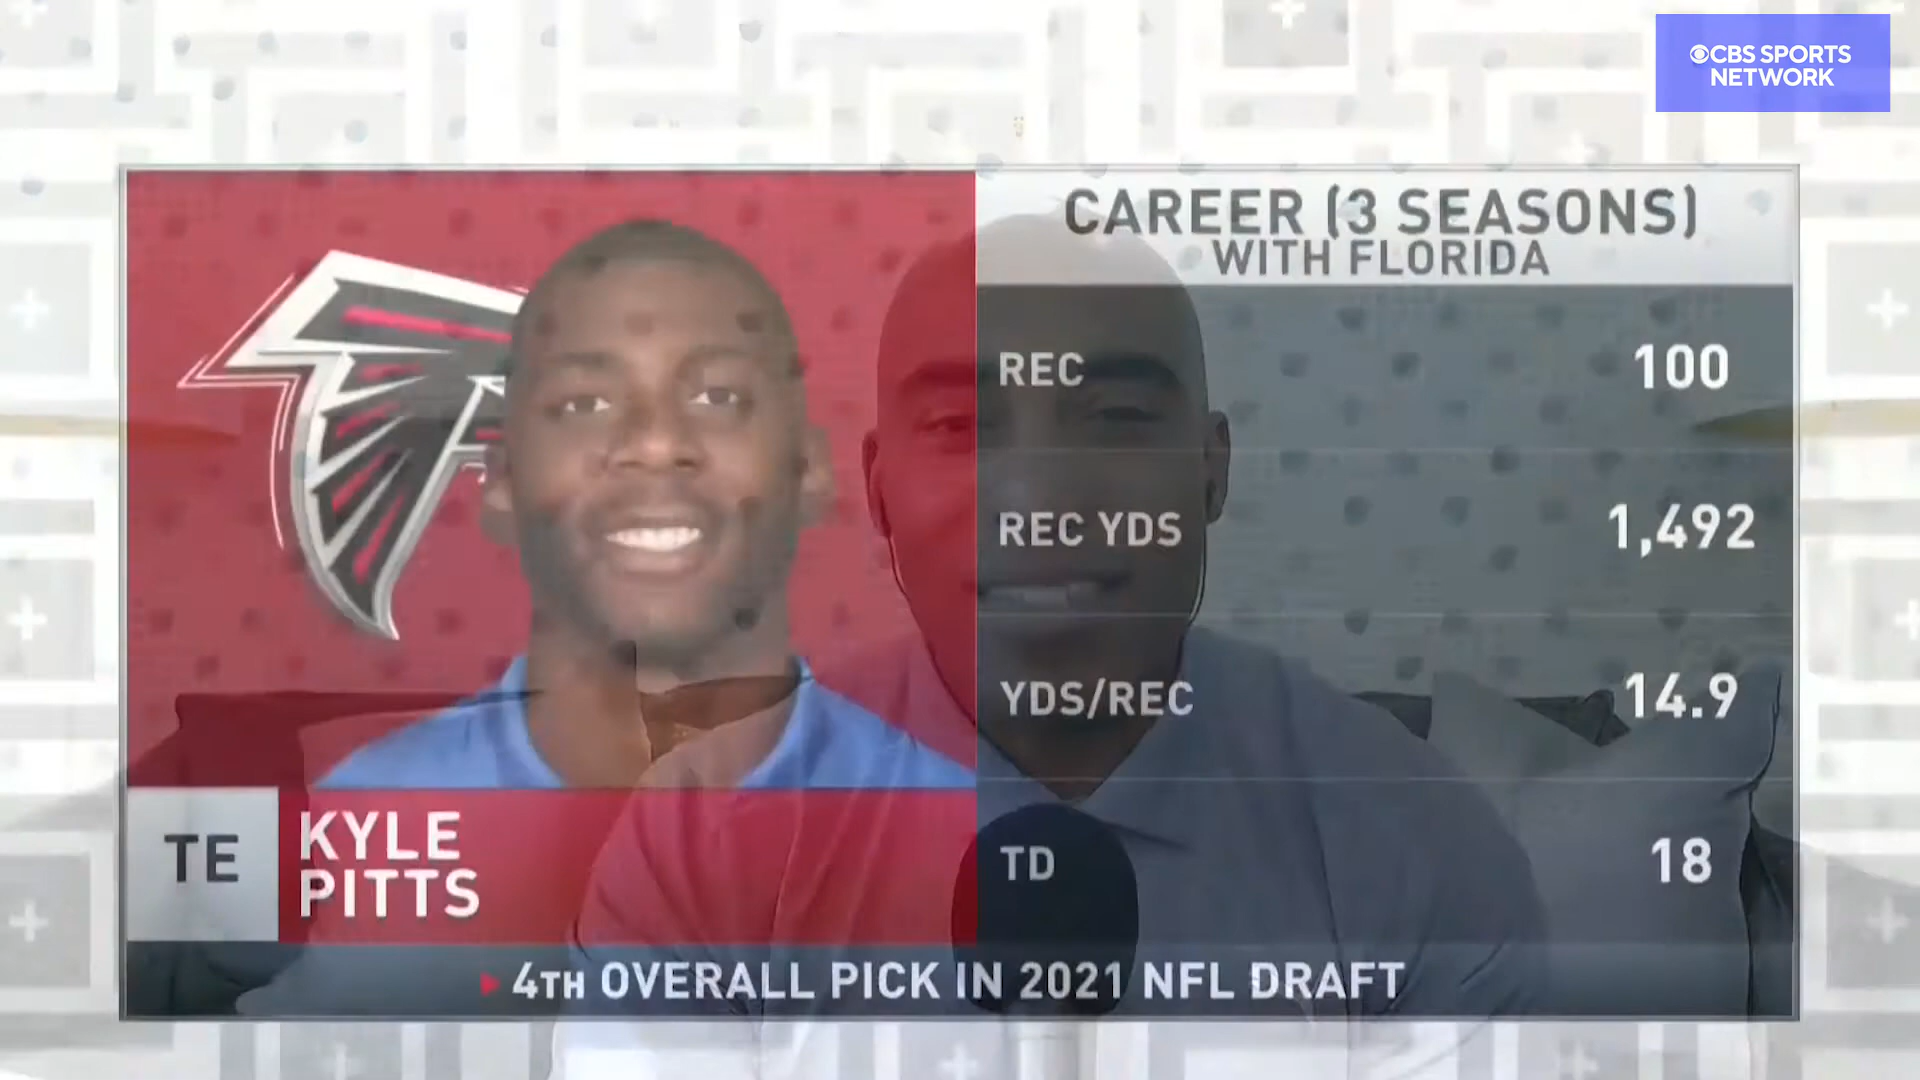 CBS SPORTS
NETWORK
CAREER (3 SEASONS)
WITH FLORIDA
REC 100
REC YDS 1,492
YDS/REC 14.9
TD 18
TE
KYLE
PITTS
4TH OVERALL PICK IN 2021 NFL DRAFT